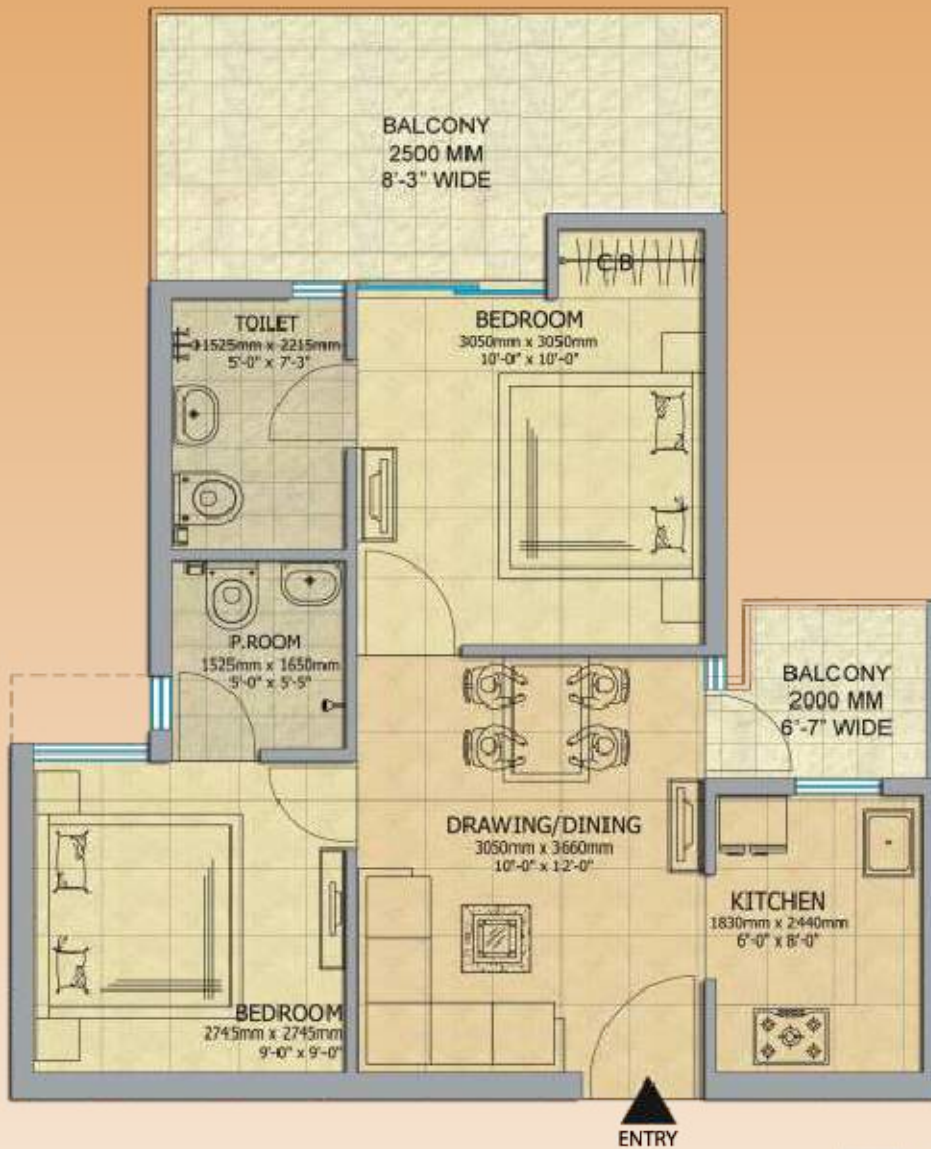 BALCONY
2500 MM
8'-3" WIDE
C.B
TOILET
1525mm x 2215mm
5'-0" x 7'-3"
BEDROOM
3050mm x 3050mm
10'-0" x 10'-0"
P.ROOM
1525mm x 1650mm
5'-0" x 5'-5"
BALCONY
2000 MM
6'-7" WIDE
DRAWING/DINING
3050mm x 3660mm
10'-0" x 12'-0"
KITCHEN
1830mm x 2440mm
6'-0" x 8'-0"
BEDROOM
2745mm x 2745mm
9'-0" x 9'-0"
ENTRY